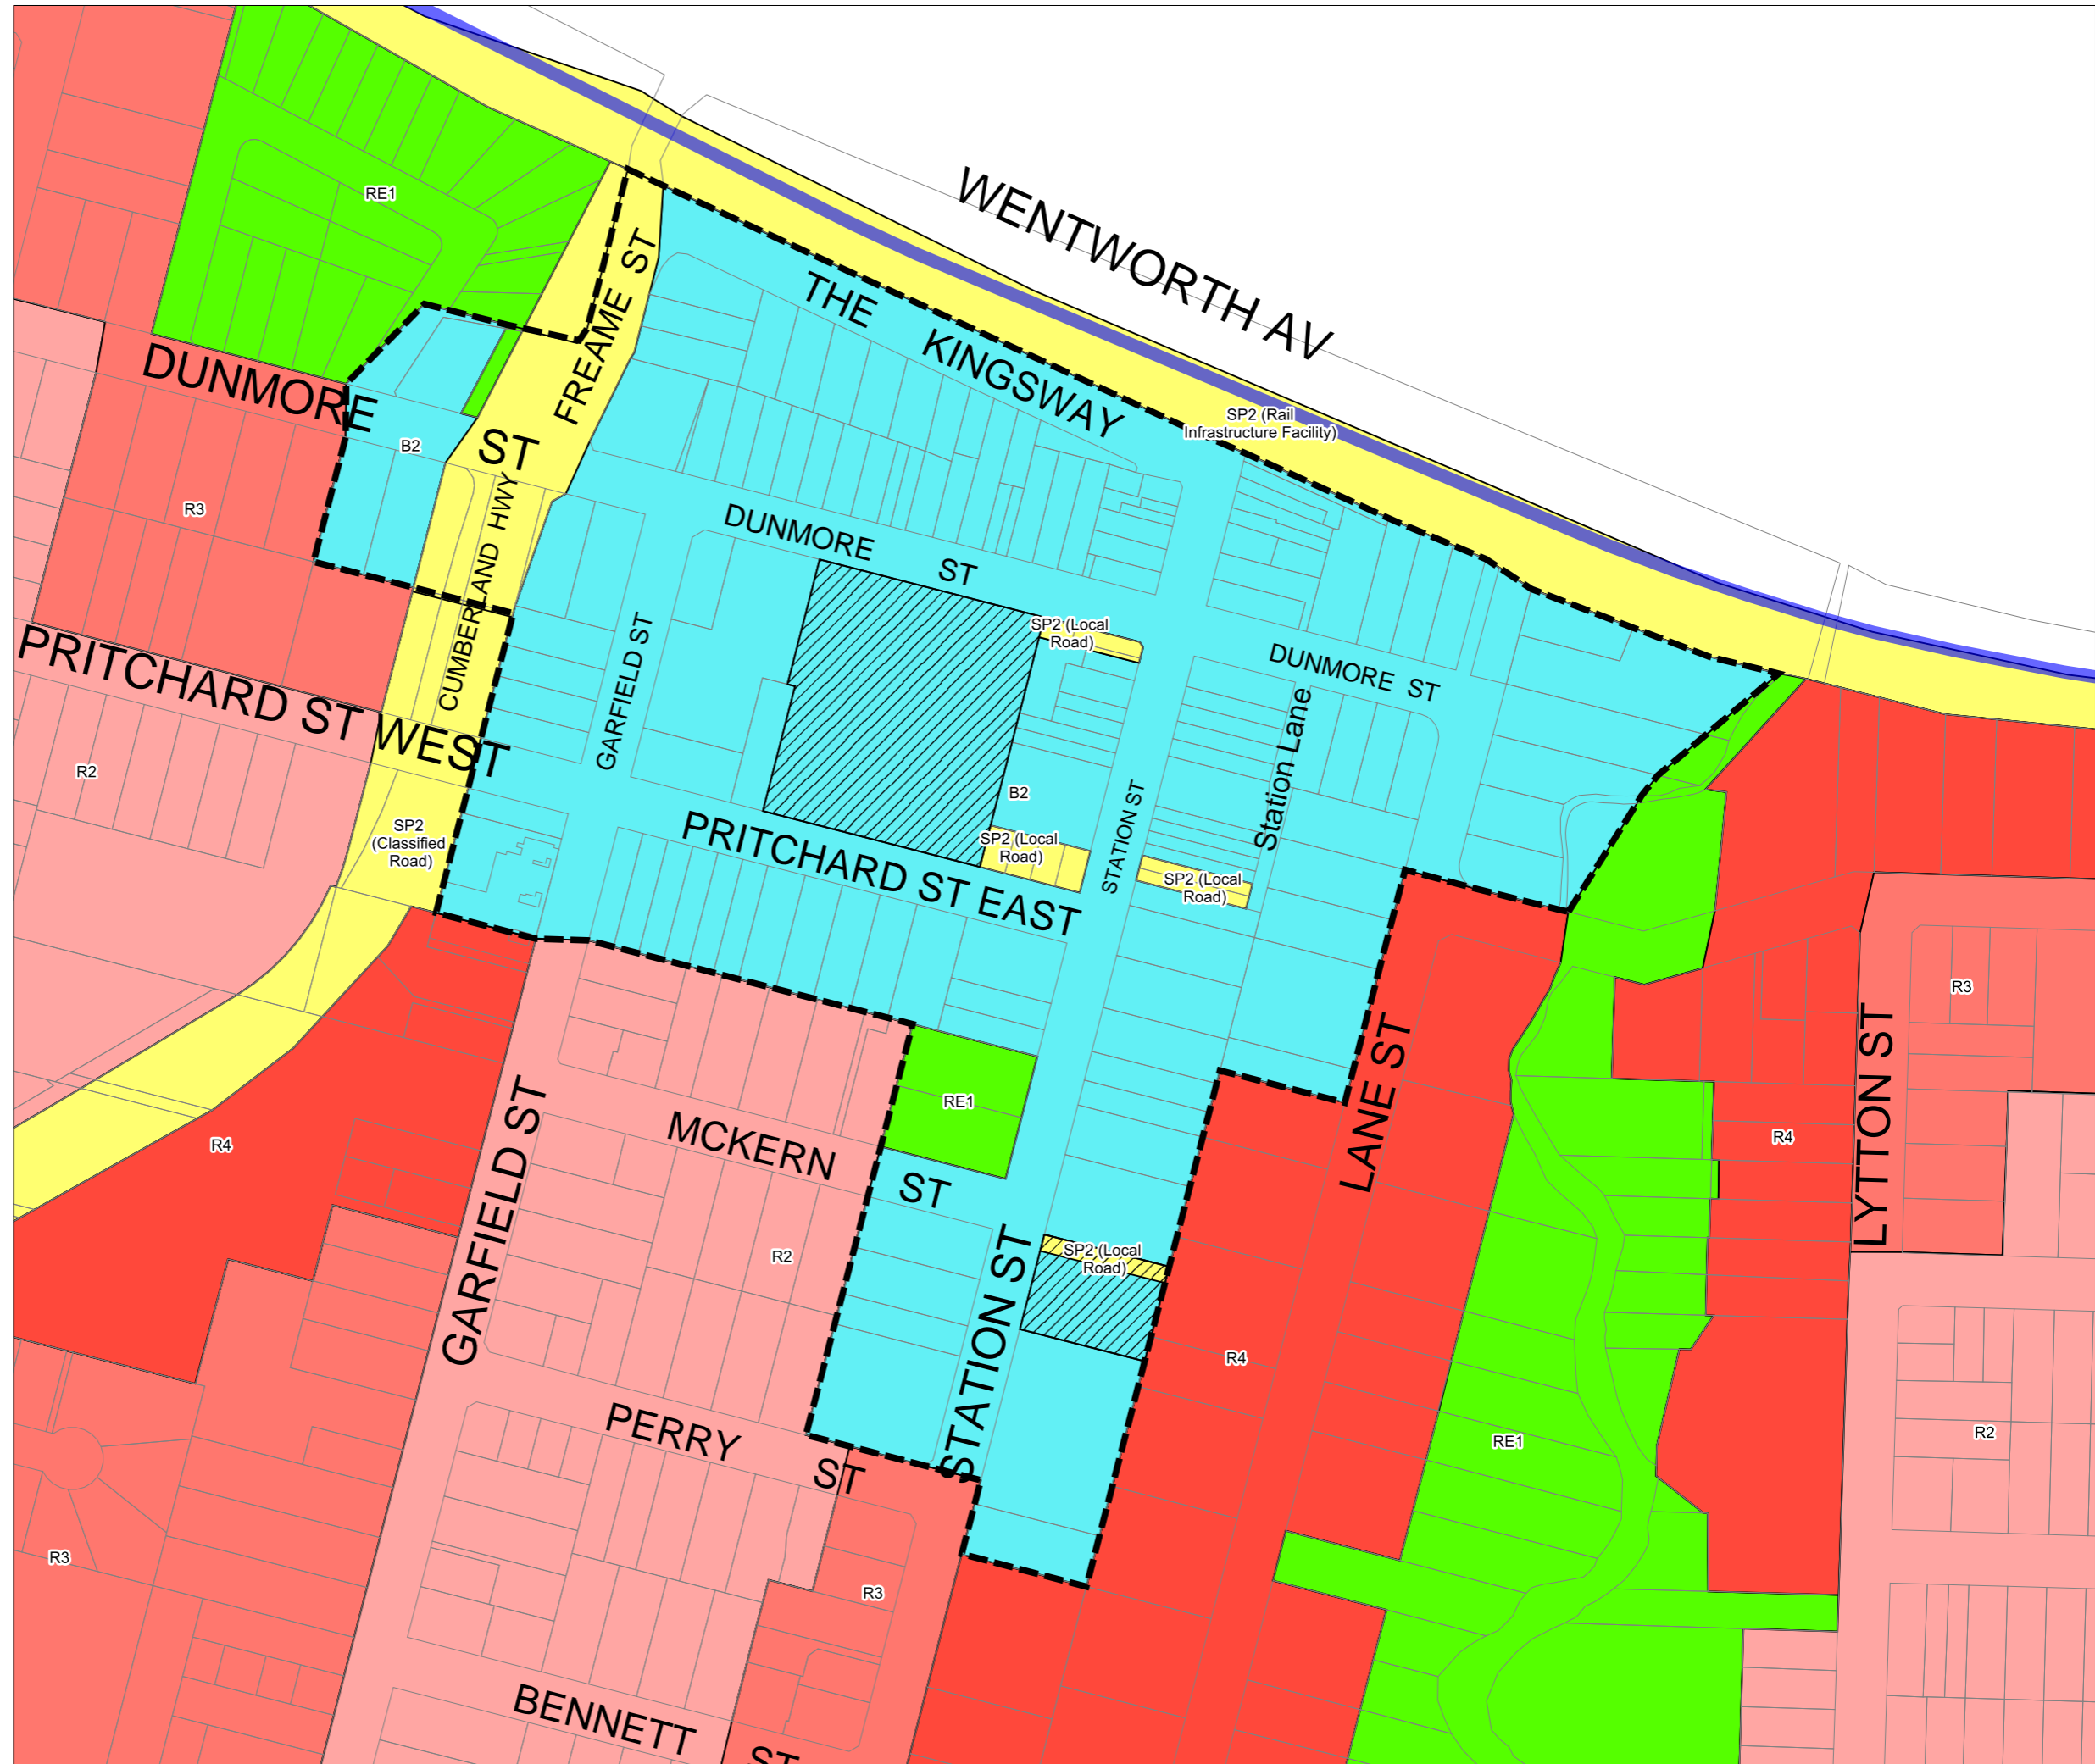 WENTWORTH AV
RE1
THE
KINGSWAY
FREAME ST
DUNMORE
ST
B2
SP2 (Rail
Infrastructure Facility)
R3
CUMBERLAND HWY
DUNMORE
ST
SP2 (Local
Road)
DUNMORE ST
PRITCHARD ST WEST
GARFIELD ST
Station Lane
R2
B2
STATION ST
SP2
(Classified
Road)
PRITCHARD ST EAST
SP2 (Local
Road)
SP2 (Local
Road)
R3
LANE ST
LYTTON ST
RE1
R4
GARFIELD ST
MCKERN
ST
R4
R2
STATION ST
SP2 (Local
Road)
R4
RE1
R2
PERRY
ST
R3
R3
BENNETT
ST